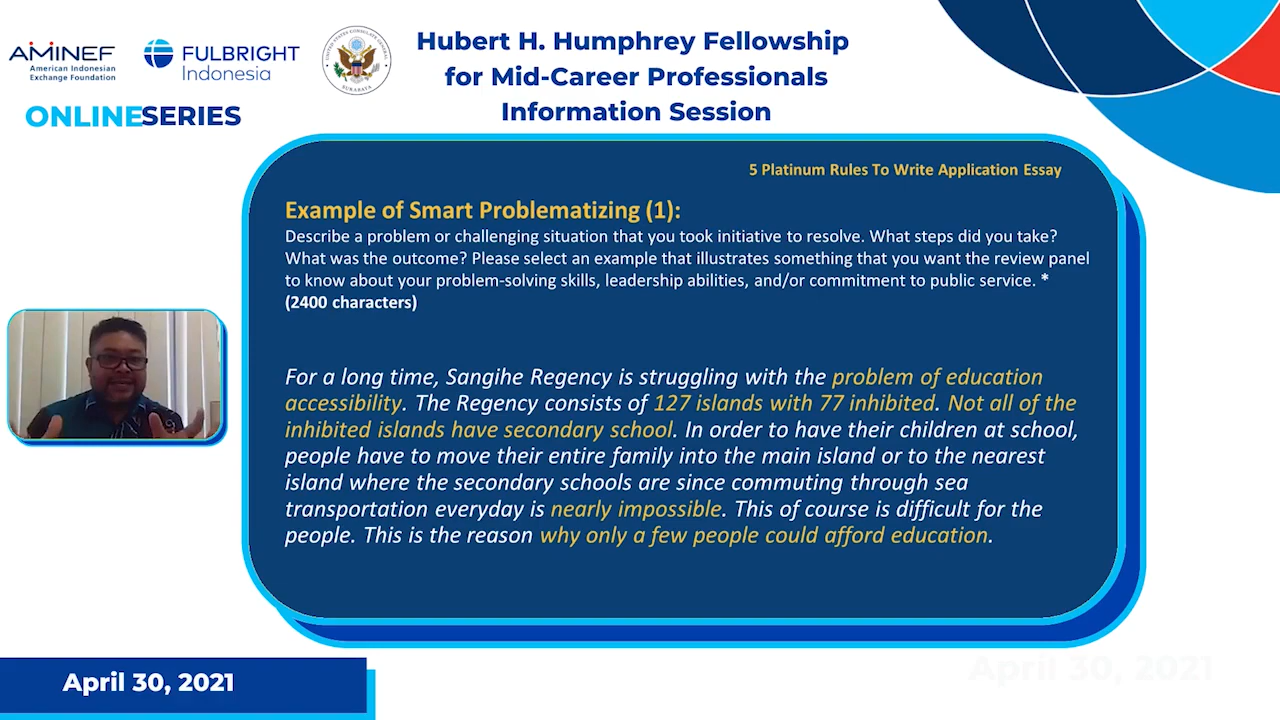 AMINEF
American Indonesian
Exchange Foundation
FULBRIGHT
Indonesia
UNITED STATES CONSULATE GENERAL
SURABAYA
ONLINESERIES
Hubert H. Humphrey Fellowship
for Mid-Career Professionals
Information Session
5 Platinum Rules To Write Application Essay
Example of Smart Problematizing (1):
Describe a problem or challenging situation that you took initiative to resolve. What steps did you take?
What was the outcome? Please select an example that illustrates something that you want the review panel
to know about your problem-solving skills, leadership abilities, and/or commitment to public service. *
(2400 characters)
For a long time, Sangihe Regency is struggling with the problem of education
accessibility. The Regency consists of 127 islands with 77 inhibited. Not all of the
inhibited islands have secondary school. In order to have their children at school,
people have to move their entire family into the main island or to the nearest
island where the secondary schools are since commuting through sea
transportation everyday is nearly impossible. This of course is difficult for the
people. This is the reason why only a few people could afford education.
April 30, 2021
April 30, 2021